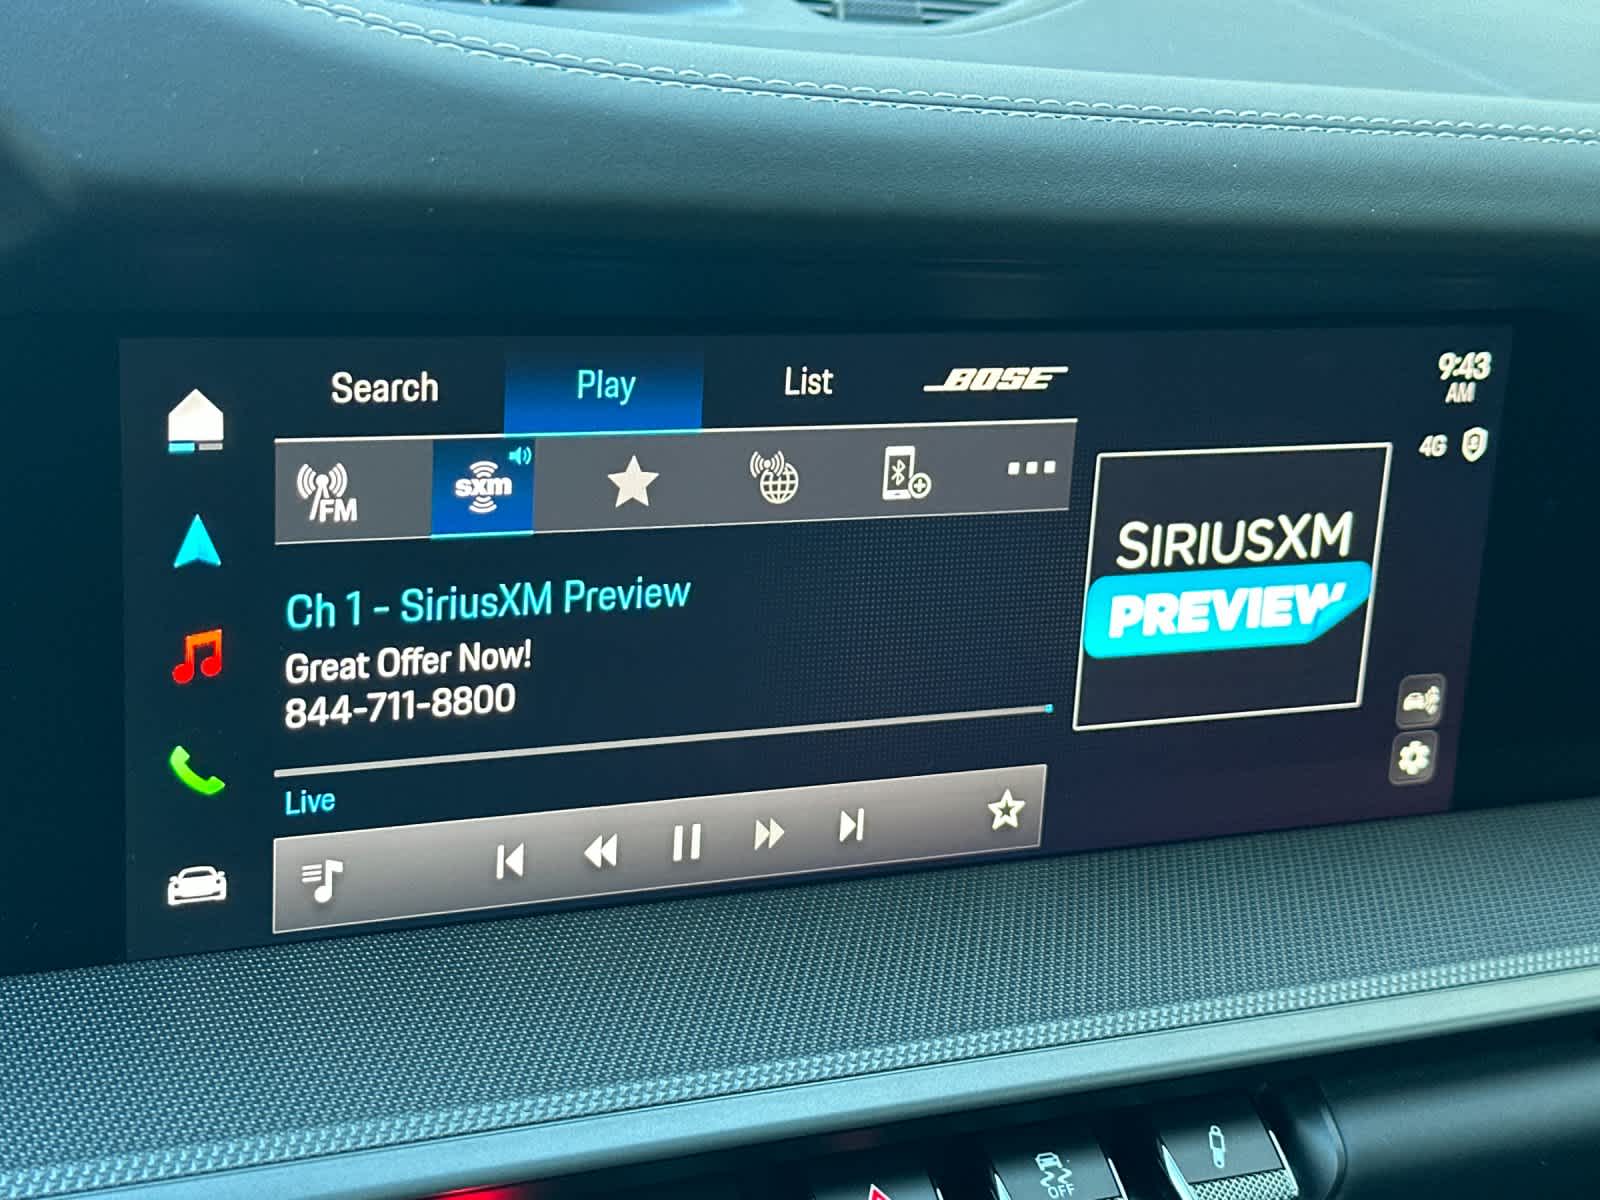 Search Play List BOSE
9:43
AM
4G
FM sxm
SIRIUSXM
PREVIEW
Ch 1 - SiriusXM Preview
Great Offer Now!
844-711-8800
Live
OFF